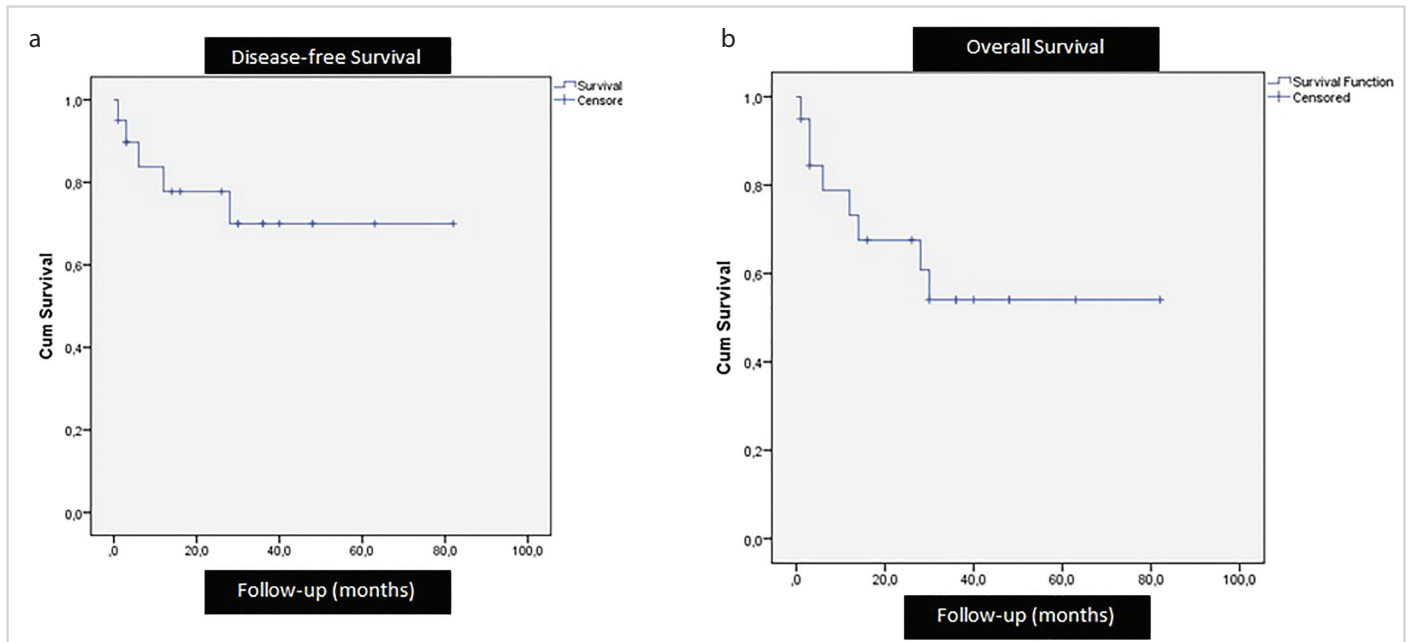 a
Disease-free Survival
Survival
Censore
1,0
0,8
0,6
0,4
0,2
0,0
Cum Survival
,0 20,0 40,0 60,0 80,0 100,0
Follow-up (months)
b
Overall Survival
Survival Function
Censored
1,0
0,8
0,6
0,4
0,2
0,0
Cum Survival
,0 20,0 40,0 60,0 80,0 100,0
Follow-up (months)